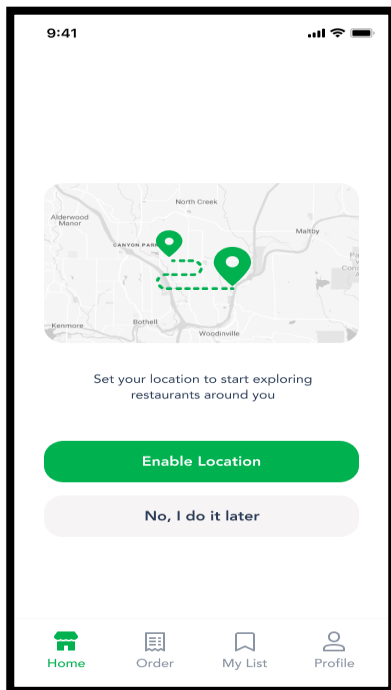 9:41
North Creek
Alderwood
Manor
Maltby
CANYON PARK
Bothell
Kenmore
Woodinville
Set your location to start exploring
restaurants around you
Enable Location
No, I do it later
Home
Order
My List
Profile